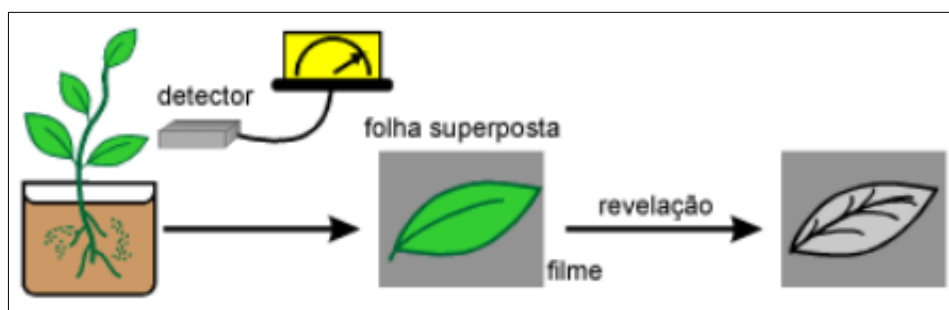 detector
folha superposta
revelação
filme